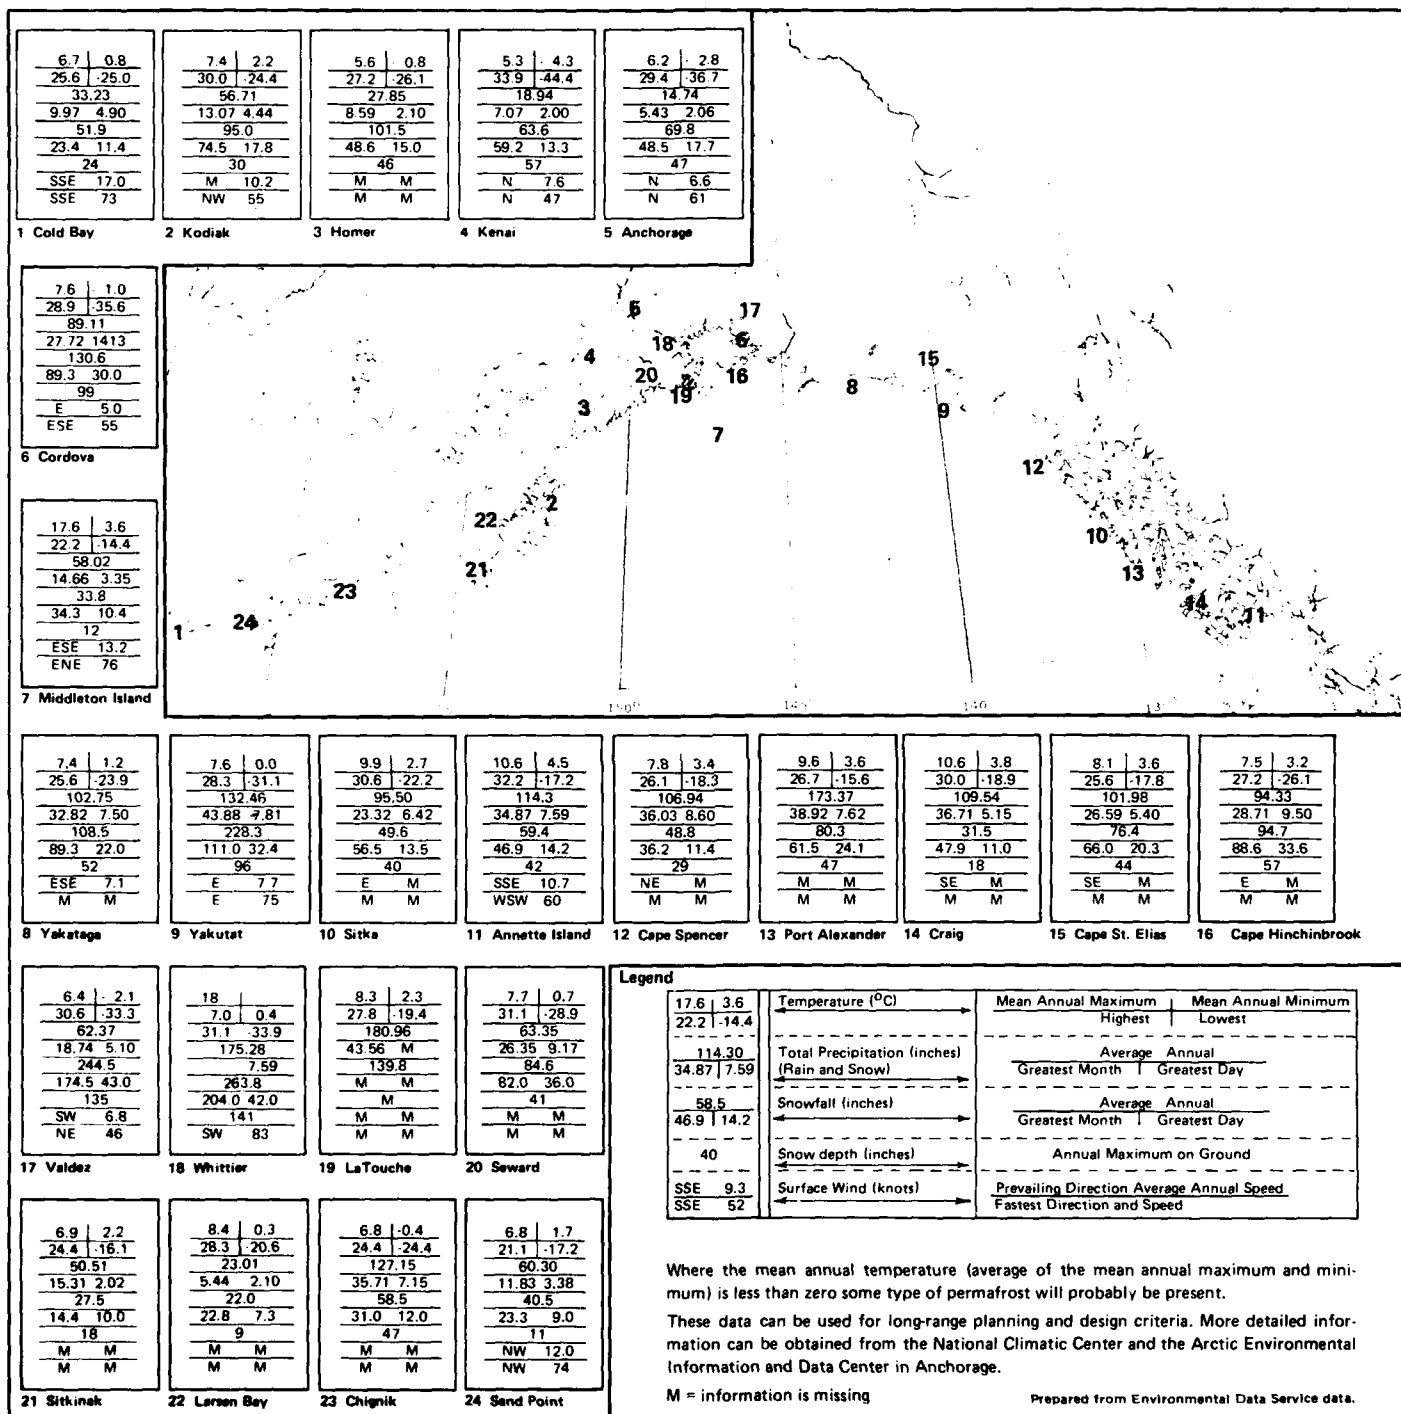 6.7 0.8
25.6 -25.0
33.23
9.97 4.90
51.9
23.4 11.4
24
SSE 17.0
SSE 73
1 Cold Bay
7.4 2.2
30.0 -24.4
56.71
13.07 4.44
95.0
74.5 17.8
30
M 10.2
NW 55
2 Kodiak
5.6 0.8
27.2 -26.1
27.85
8.59 2.10
101.5
48.6 15.0
46
M M
M M
3 Homer
5.3 - 4.3
33.9 -44.4
18.94
7.07 2.00
63.6
59.2 13.3
57
N 7.6
N 47
4 Kenai
6.2 - 2.8
29.4 -36.7
14.74
5.43 2.06
69.8
48.5 17.7
47
N 6.6
N 61
5 Anchorage
7.6 - 1.0
28.9 -35.6
89.11
27.72 1413
130.6
89.3 30.0
99
E 5.0
ESE 55
6 Cordova
17.6 3.6
22.2 -14.4
58.02
14.66 3.35
33.8
34.3 10.4
12
ESE 13.2
ENE 76
7 Middleton Island
5
17
18
6
4
15
20
16
8
19
3
9
7
12
2
22
10
21
13
23
14
24
11
1
150°
145
140
7.4 1.2
25.6 -23.9
102.75
32.82 7.50
108.5
89.3 22.0
52
ESE 7.1
M M
8 Yakataga
7.6 0.0
28.3 -31.1
132.46
43.88 7.81
228.3
111.0 32.4
96
E 7.7
E 75
9 Yakutat
9.9 2.7
30.6 -22.2
95.50
23.32 6.42
49.6
56.5 13.5
40
E M
M M
10 Sitka
10.6 4.5
32.2 -17.2
114.3
34.87 7.59
59.4
46.9 14.2
42
SSE 10.7
WSW 60
11 Annette Island
7.8 3.4
26.1 -18.3
106.94
36.03 8.60
48.8
36.2 11.4
29
NE M
M M
12 Cape Spencer
9.6 3.6
26.7 -15.6
173.37
38.92 7.62
80.3
61.5 24.1
47
M M
M M
13 Port Alexander
10.6 3.8
30.0 -18.9
109.54
36.71 5.15
31.5
47.9 11.0
18
SE M
M M
14 Craig
8.1 3.6
25.6 -17.8
101.98
26.59 5.40
76.4
66.0 20.3
44
SE M
M M
15 Cape St. Elias
7.5 3.2
27.2 -26.1
94.33
28.71 9.50
94.7
88.6 33.6
57
E M
M M
16 Cape Hinchinbrook
6.4 - 2.1
30.6 -33.3
62.37
18.74 5.10
244.5
174.5 43.0
135
SW 6.8
NE 46
17 Valdez
18
7.0 0.4
31.1 -33.9
175.28
7.59
263.8
204.0 42.0
141
SW 83
18 Whittier
8.3 2.3
27.8 -19.4
180.96
43.56 M
139.8
M M
M
M M
M M
19 LaTouche
7.7 0.7
31.1 -28.9
63.35
26.35 9.17
84.6
82.0 36.0
41
M M
M M
20 Seward
6.9 2.2
24.4 -16.1
50.51
15.31 2.02
27.5
14.4 10.0
18
M M
M M
21 Sitkinak
8.4 0.3
28.3 -20.6
23.01
5.44 2.10
22.0
22.8 7.3
9
M M
M M
22 Larsen Bay
6.8 -0.4
24.4 -24.4
127.15
35.71 7.15
58.5
31.0 12.0
47
M M
M M
23 Chignik
6.8 1.7
21.1 -17.2
60.30
11.83 3.38
40.5
23.3 9.0
11
NW 12.0
NW 74
24 Sand Point
Legend
17.6 3.6 Temperature (°C) Mean Annual Maximum Mean Annual Minimum
22.2 -14.4 Highest Lowest
114.30 Total Precipitation (inches) Average Annual
34.87 7.59 (Rain and Snow) Greatest Month Greatest Day
58.5 Snowfall (inches) Average Annual
46.9 14.2 Greatest Month Greatest Day
40 Snow depth (inches) Annual Maximum on Ground
SSE 9.3 Surface Wind (knots) Prevailing Direction Average Annual Speed
SSE 52 Fastest Direction and Speed
Where the mean annual temperature (average of the mean annual maximum and mini-
mum) is less than zero some type of permafrost will probably be present.
These data can be used for long-range planning and design criteria. More detailed infor-
mation can be obtained from the National Climatic Center and the Arctic Environmental
Information and Data Center in Anchorage.
M = information is missing Prepared from Environmental Data Service data.